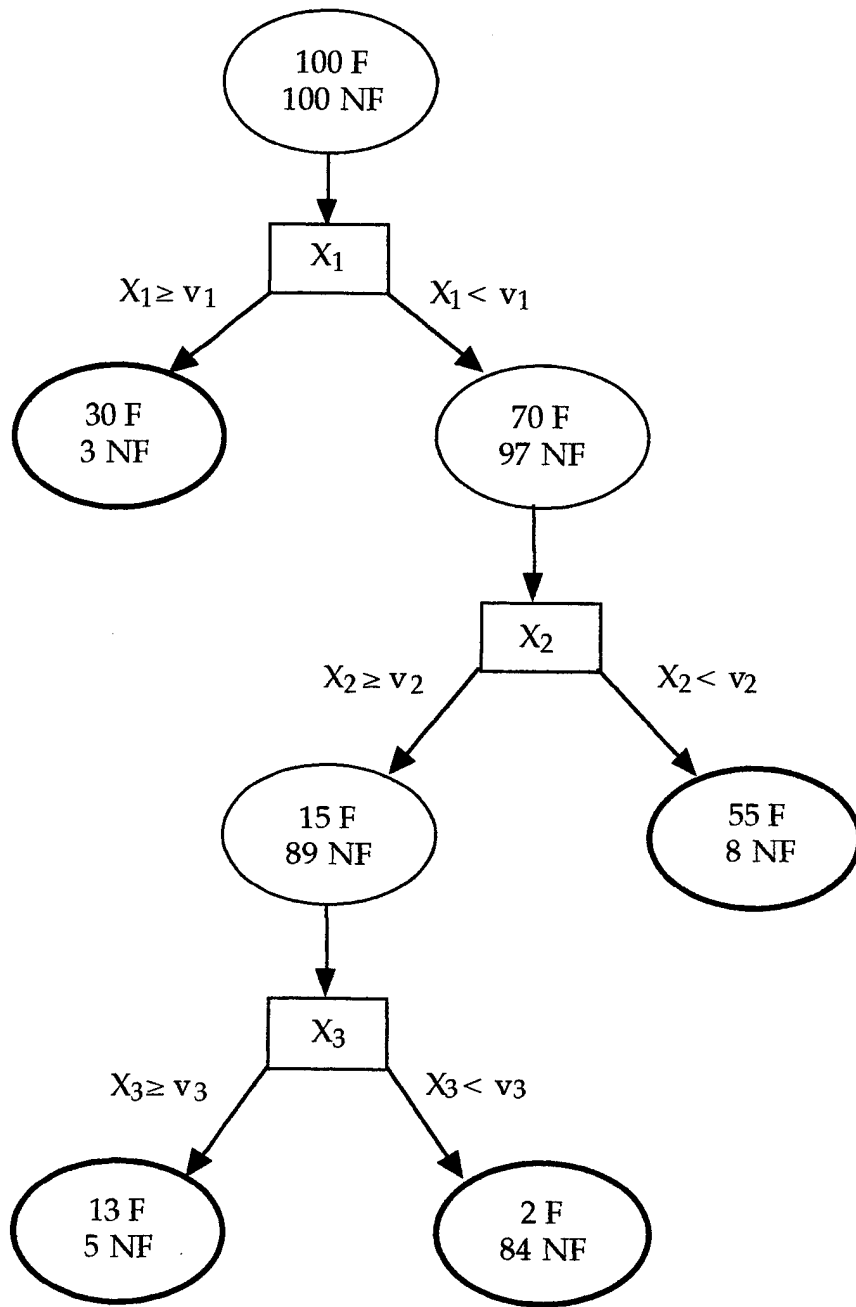 100 F
100 NF
X1
X1≥ v1
X1< v1
30 F
3 NF
70 F
97 NF
X2
X2≥ v2
X2< v2
15 F
89 NF
55 F
8 NF
X3
X3≥ v3
X3< v3
13 F
5 NF
2 F
84 NF